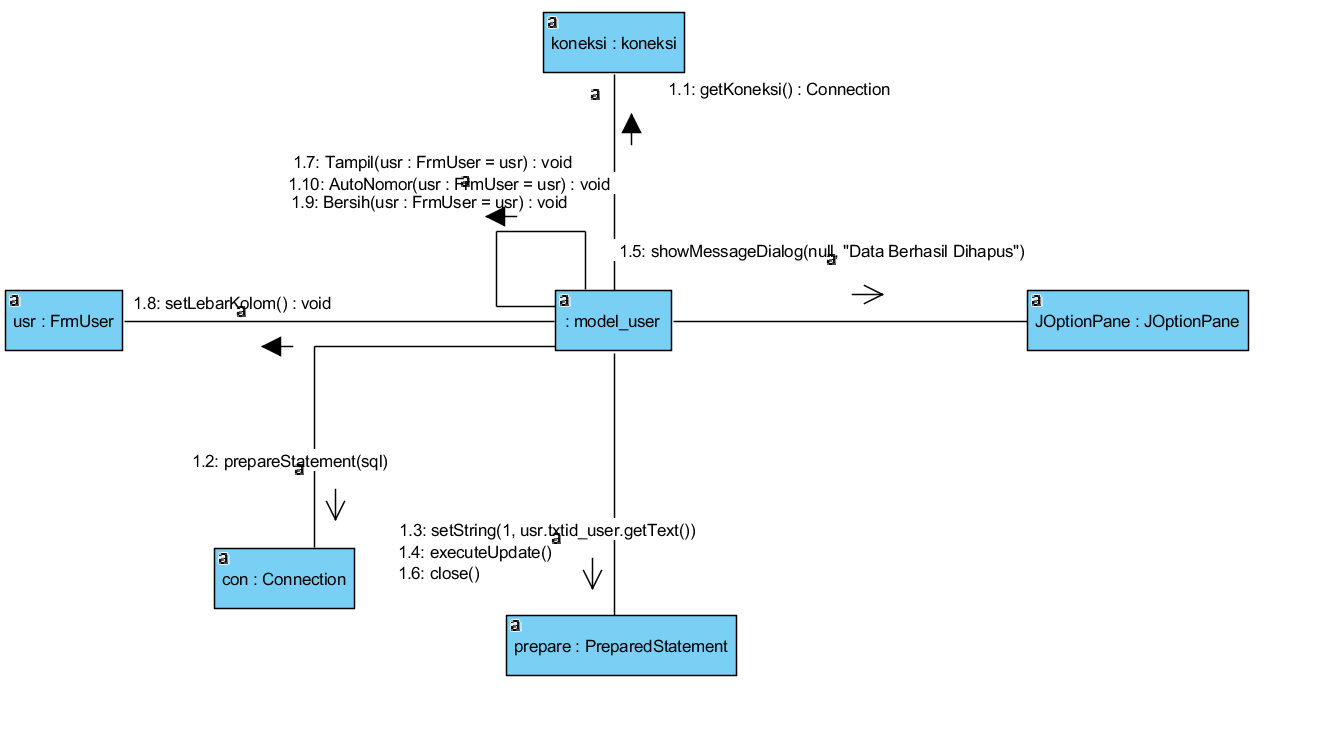 a
koneksi : koneksi
a
1.1: getKoneksi() : Connection
1.7: Tampil(usr : FrmUser = usr) : void
1.10: AutoNomor(usr : FrmUser = usr) : void
a
1.9: Bersih(usr : FrmUser = usr) : void
1.5: showMessageDialog(null, "Data Berhasil Dihapus")
a
a
usr : FrmUser
1.8: setLebarKolom() : void
a
a
: model_user
a
JOptionPane : JOptionPane
1.2: prepareStatement(sql)
a
1.3: setString(1, usr.txtid_user.getText())
a
1.4: executeUpdate()
1.6: close()
a
con : Connection
a
prepare : PreparedStatement